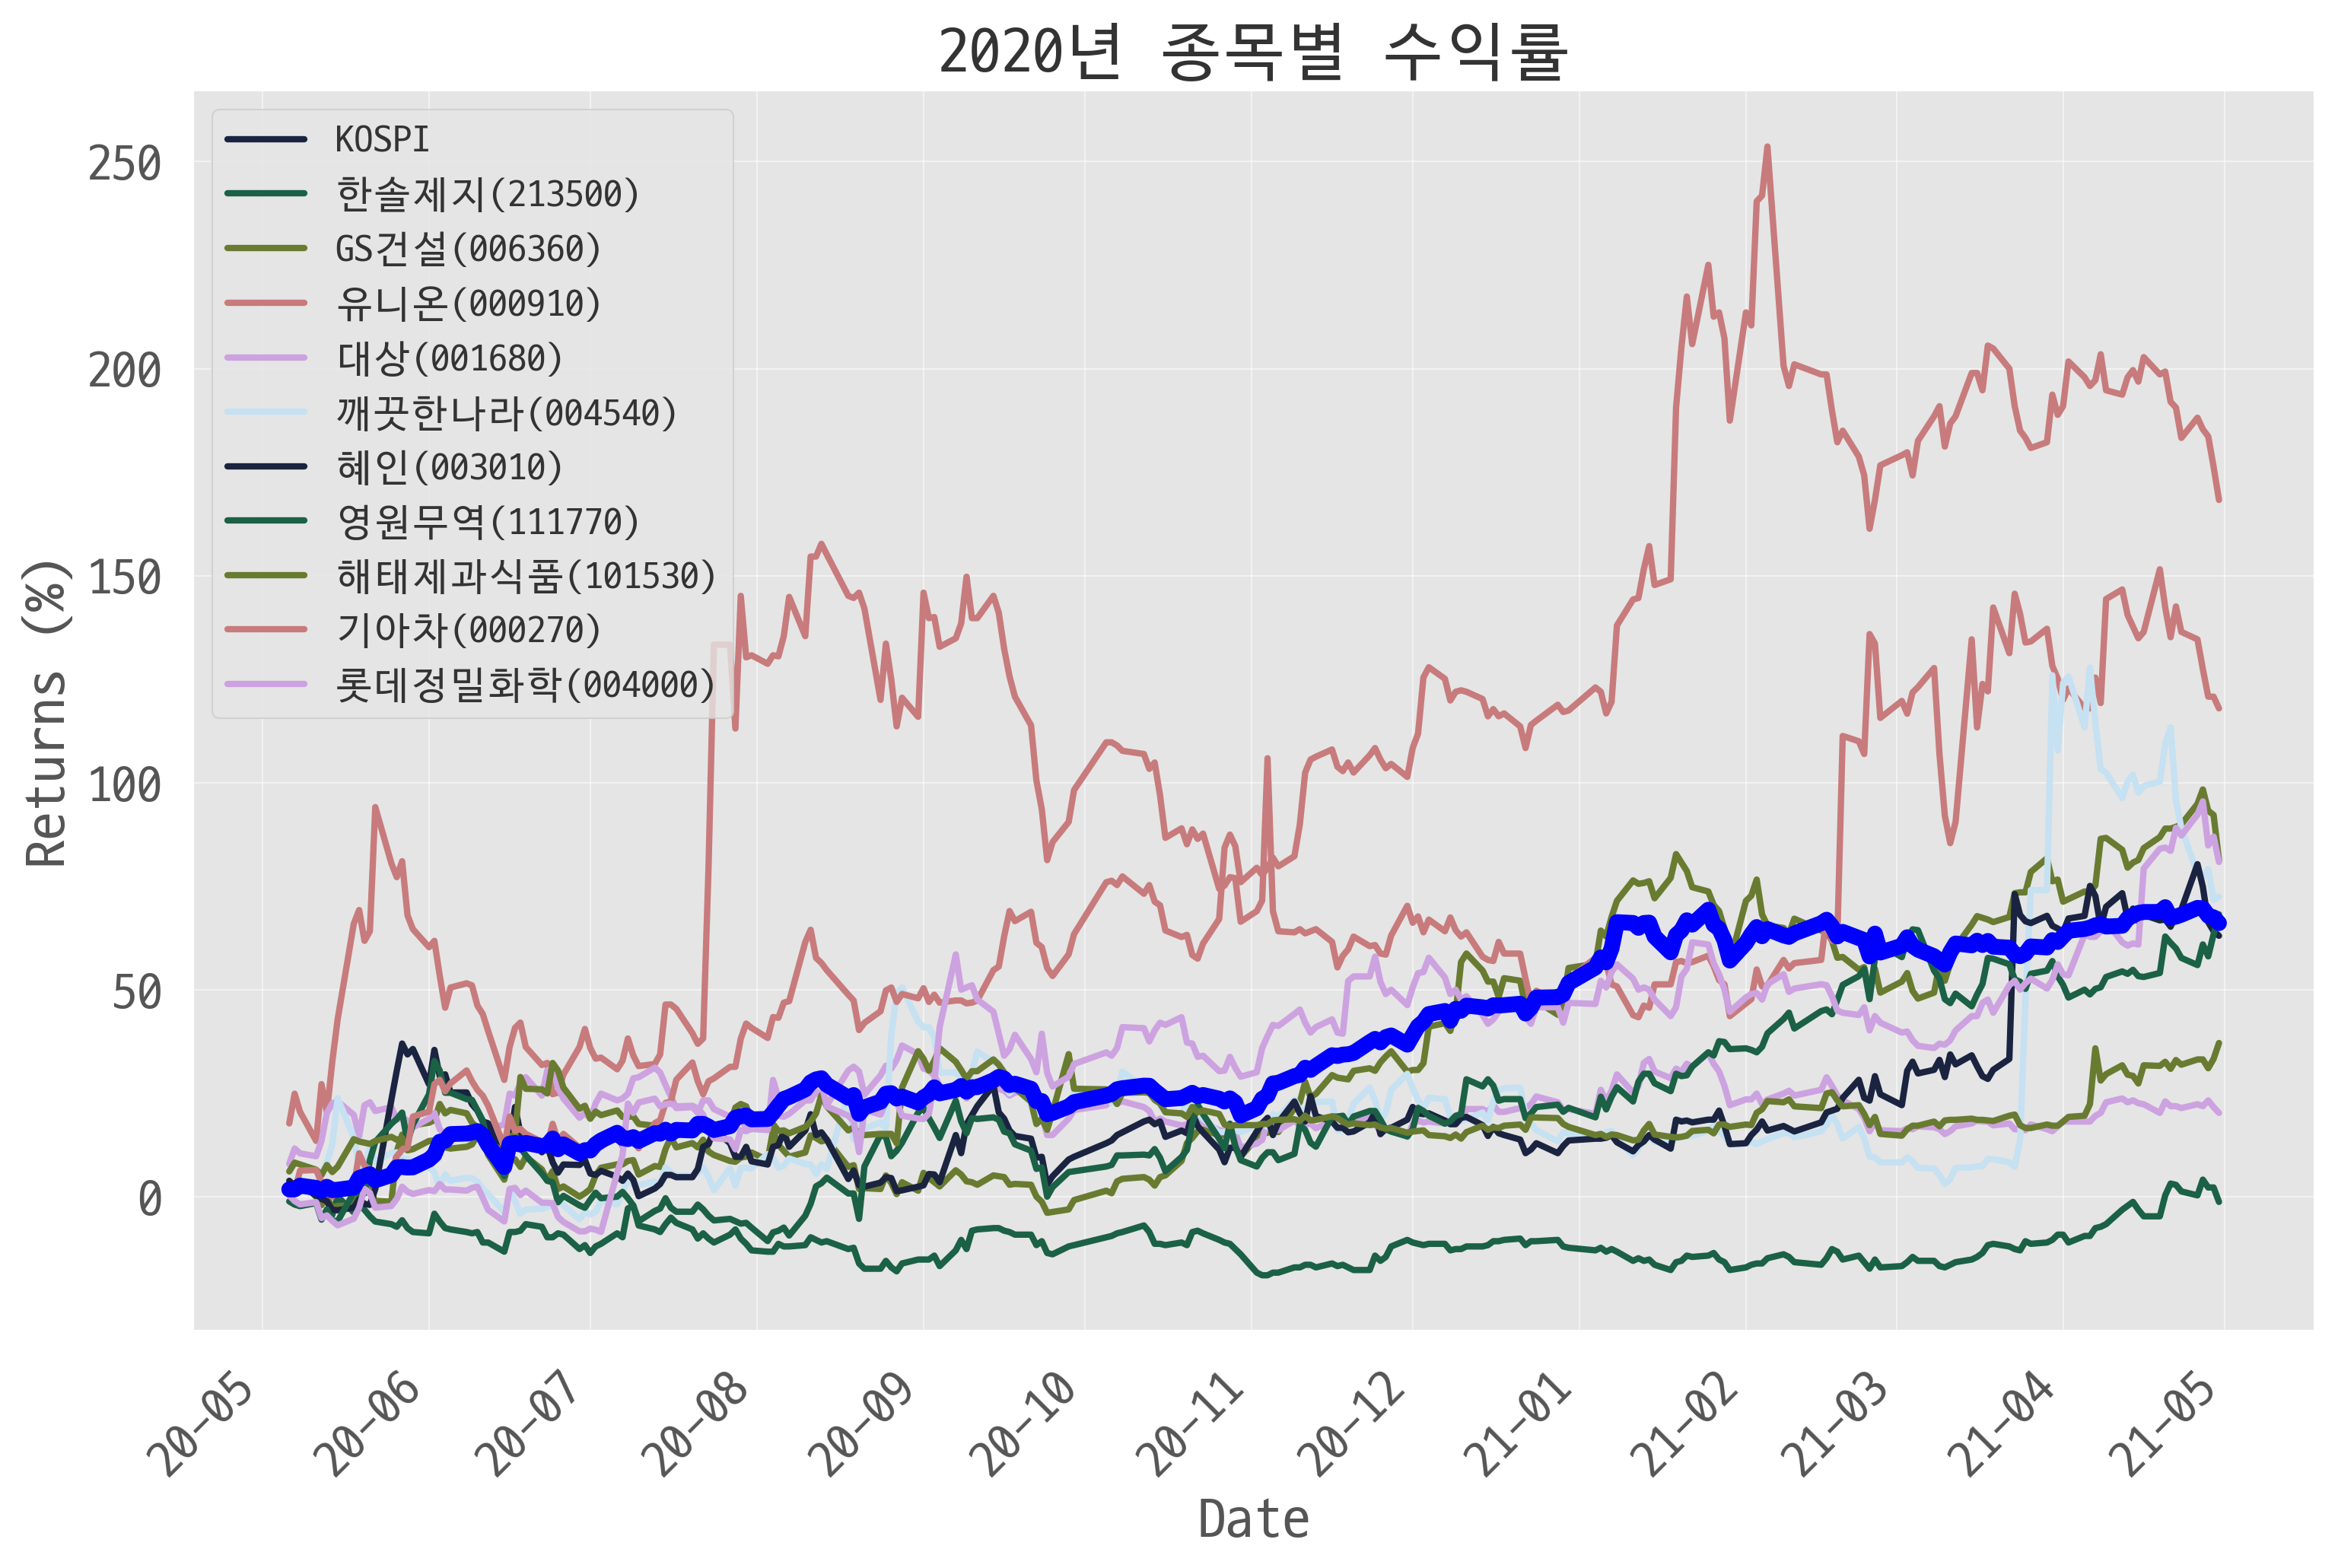 2020년 종목별 수익률
KOSPI
한솔제지(213500)
GS건설(006360)
유니온(000910)
대상(001680)
깨끗한나라(004540)
혜인(003010)
영원무역(111770)
해태제과식품(101530)
기아차(000270)
롯데정밀화학(004000)
Returns (%)
250
200
150
100
50
0
20-05
20-06
20-07
20-08
20-09
20-10
20-11
20-12
21-01
21-02
21-03
21-04
21-05
Date